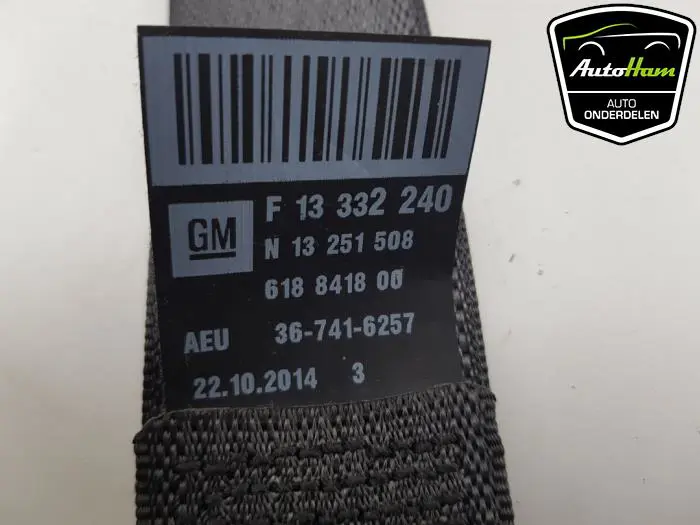 AutoHam
AUTO
ONDERDELEN
F 13 332 240
GM
N 13 251 508
618 8418 00
AEU 36-741-6257
22.10.2014 3